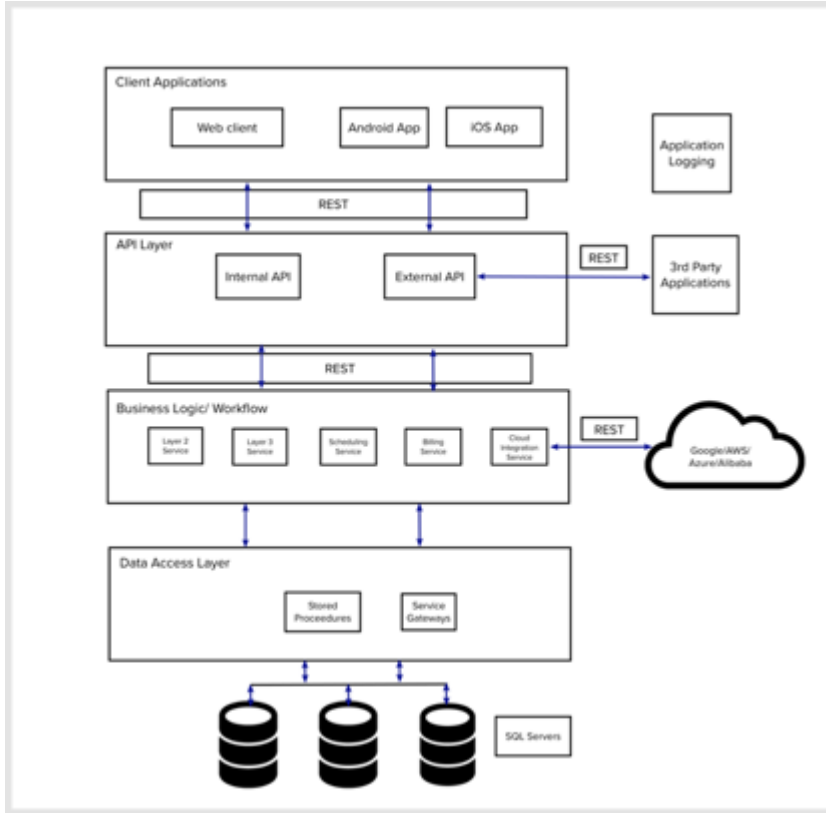 Client Applications
Web client
Android App
iOS App
Application
Logging
REST
API Layer
Internal API
External API
REST
3rd Party
Applications
REST
Business Logic/ Workflow
Layer 2
Service
Layer 3
Service
Scheduling
Service
Billing
Service
Cloud
Integration
Service
REST
Google/AWS/
Azure/Alibaba
Data Access Layer
Stored
Proceedures
Service
Gateways
SQL Servers